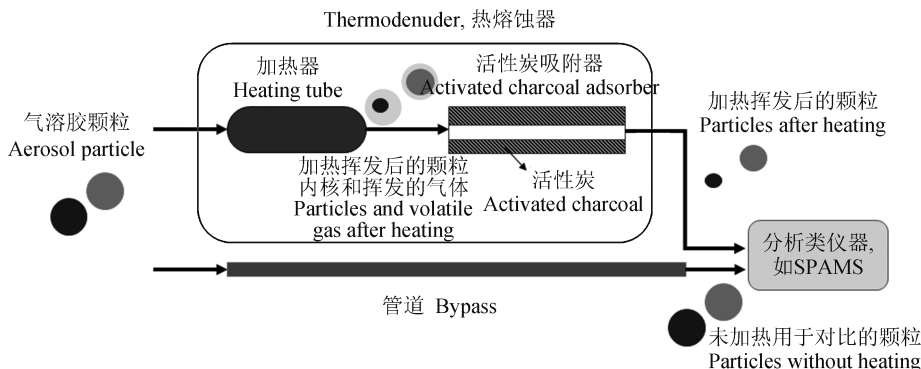 Thermodenuder, 热熔蚀器
加热器
Heating tube
活性炭吸附器
Activated charcoal adsorber
气溶胶颗粒
Aerosol particle
加热挥发后的颗粒
内核和挥发的气体
Particles and volatile
gas after heating
活性炭
Activated charcoal
加热挥发后的颗粒
Particles after heating
分析类仪器,
如SPAMS
管道 Bypass
未加热用于对比的颗粒
Particles without heating